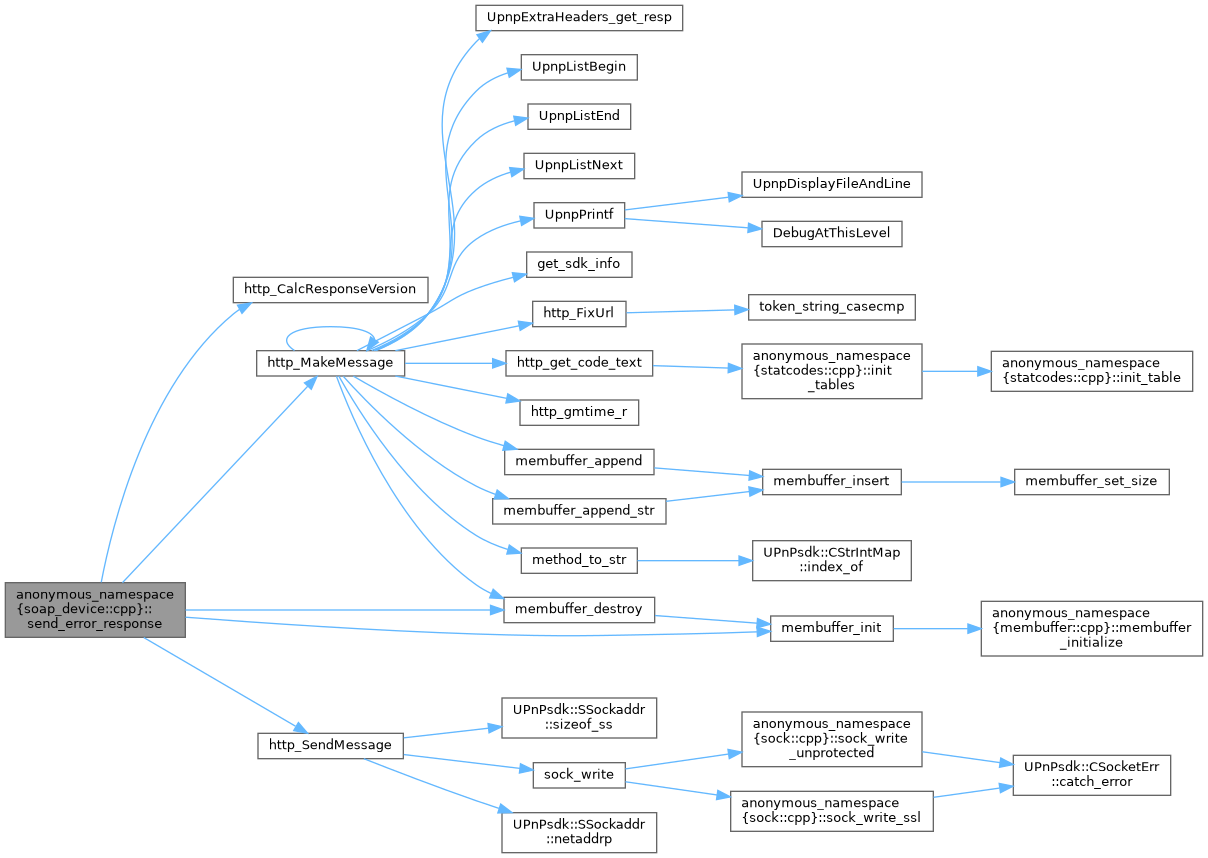 UpnpExtraHeaders_get_resp
UpnpListBegin
UpnpListEnd
UpnpListNext
UpnpPrintf
UpnpDisplayFileAndLine
DebugAtThisLevel
get_sdk_info
http_CalcResponseVersion
http_FixUrl
token_string_casecmp
http_MakeMessage
http_get_code_text
anonymous_namespace
{statcodes::cpp}::init
_tables
anonymous_namespace
{statcodes::cpp}::init_table
http_gmtime_r
membuffer_append
membuffer_insert
membuffer_set_size
membuffer_append_str
method_to_str
UPnPsdk::CStrIntMap
::index_of
anonymous_namespace
{soap_device::cpp}::
send_error_response
membuffer_destroy
membuffer_init
anonymous_namespace
{membuffer::cpp}::membuffer
_initialize
http_SendMessage
UPnPsdk::SSockaddr
::sizeof_ss
sock_write
anonymous_namespace
{sock::cpp}::sock_write
_unprotected
anonymous_namespace
{sock::cpp}::sock_write_ssl
UPnPsdk::CSocketErr
::catch_error
UPnPsdk::SSockaddr
::netaddrp